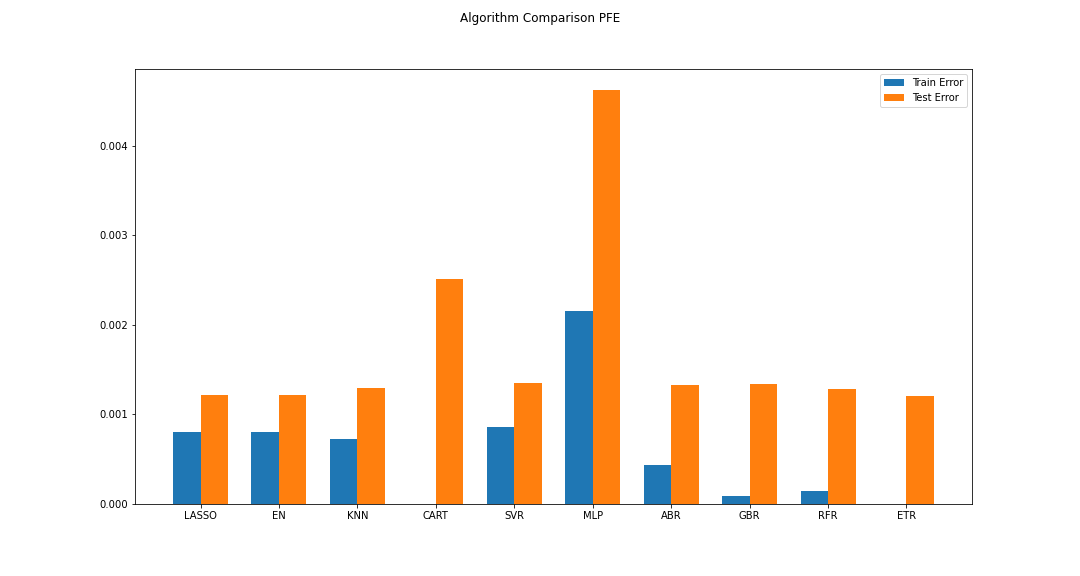 Algorithm Comparison PFE
Train Error
Test Error
0.004
0.003
0.002
0.001
0.000
LASSO EN KNN CART SVR MLP ABR GBR RFR ETR